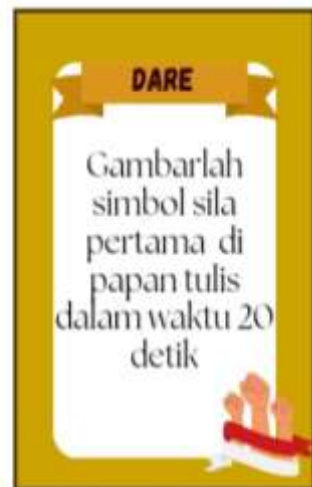 DARE
Gambarlah
simbol sila
pertama di
papan tulis
dalam waktu 20
detik